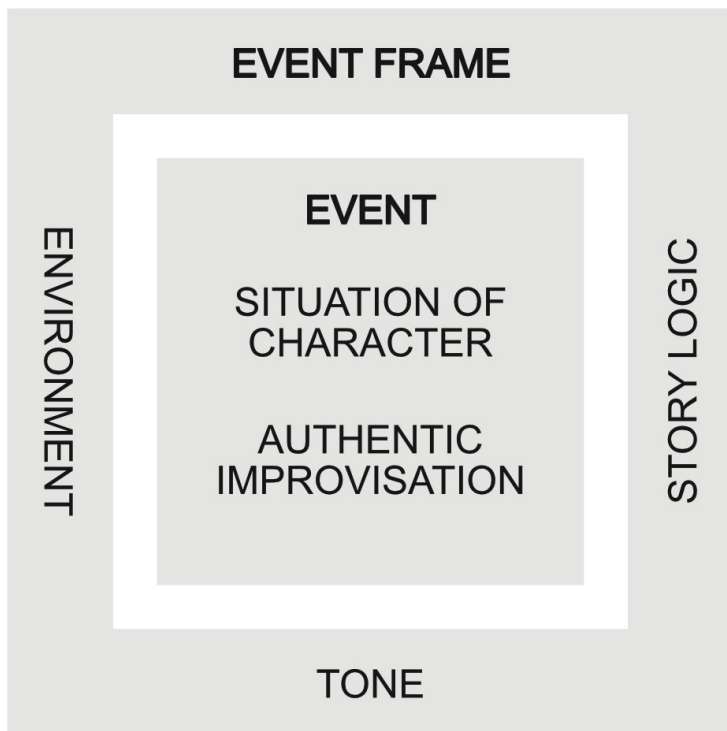 EVENT FRAME
ENVIRONMENT
EVENT
SITUATION OF
CHARACTER
AUTHENTIC
IMPROVISATION
STORY LOGIC
TONE